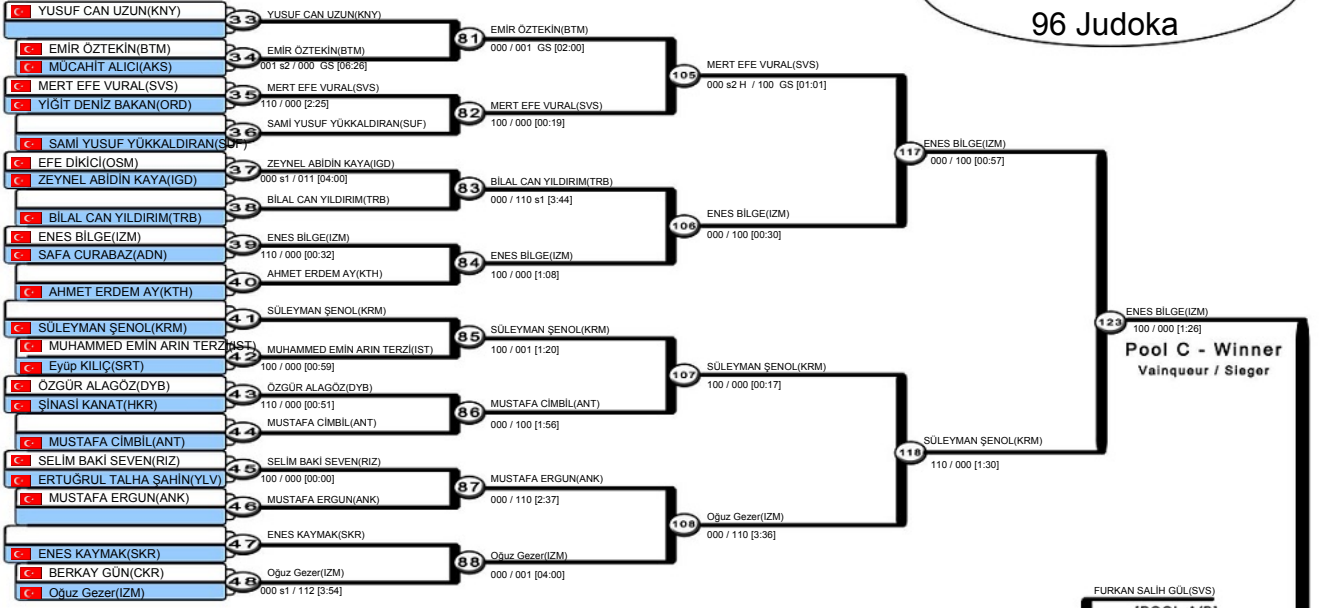 96 Judoka
YUSUF CAN UZUN(KNY)
EMİR ÖZTEKİN(BTM)
MÜCAHİT ALICI(AKS)
MERT EFE VURAL(SVS)
YİĞİT DENİZ BAKAN(ORD)
SAMİ YUSUF YÜKKALDIRAN(SUF)
EFE DİKİCİ(OSM)
ZEYNEL ABİDİN KAYA(IGD)
BİLAL CAN YILDIRIM(TRB)
ENES BİLGE(IZM)
SAFA CURABAZ(ADN)
AHMET ERDEM AY(KTH)
SÜLEYMAN ŞENOL(KRM)
MUHAMMED EMİN ARIN TERZİ(IST)
Eyüp KILIÇ(SRT)
ÖZGÜR ALAGÖZ(DYB)
ŞİNASİ KANAT(HKR)
MUSTAFA CİMBİL(ANT)
SELİM BAKİ SEVEN(RIZ)
ERTUĞRUL TALHA ŞAHİN(YLV)
MUSTAFA ERGUN(ANK)
ENES KAYMAK(SKR)
BERKAY GÜN(CKR)
Oğuz Gezer(IZM)
33 YUSUF CAN UZUN(KNY)
34 EMİR ÖZTEKİN(BTM)
001 s2 / 000 GS [06:26]
35 MERT EFE VURAL(SVS)
110 / 000 [2:25]
36 SAMİ YUSUF YÜKKALDIRAN(SUF)
37 ZEYNEL ABİDİN KAYA(IGD)
000 s1 / 011 [04:00]
38 BİLAL CAN YILDIRIM(TRB)
39 ENES BİLGE(IZM)
110 / 000 [00:32]
40 AHMET ERDEM AY(KTH)
41 SÜLEYMAN ŞENOL(KRM)
42 MUHAMMED EMİN ARIN TERZİ(IST)
100 / 000 [00:59]
43 ÖZGÜR ALAGÖZ(DYB)
110 / 000 [00:51]
44 MUSTAFA CİMBİL(ANT)
45 SELİM BAKİ SEVEN(RIZ)
100 / 000 [00:00]
46 MUSTAFA ERGUN(ANK)
47 ENES KAYMAK(SKR)
48 Oğuz Gezer(IZM)
000 s1 / 112 [3:54]
81 EMİR ÖZTEKİN(BTM)
000 / 001 GS [02:00]
82 MERT EFE VURAL(SVS)
100 / 000 [00:19]
83 BİLAL CAN YILDIRIM(TRB)
000 / 110 s1 [3:44]
84 ENES BİLGE(IZM)
100 / 000 [1:08]
85 SÜLEYMAN ŞENOL(KRM)
100 / 001 [1:20]
86 MUSTAFA CİMBİL(ANT)
000 / 100 [1:56]
87 MUSTAFA ERGUN(ANK)
000 / 110 [2:37]
88 Oğuz Gezer(IZM)
000 / 001 [04:00]
105 MERT EFE VURAL(SVS)
000 s2 H / 100 GS [01:01]
106 ENES BİLGE(IZM)
000 / 100 [00:30]
107 SÜLEYMAN ŞENOL(KRM)
100 / 000 [00:17]
108 Oğuz Gezer(IZM)
000 / 110 [3:36]
117 ENES BİLGE(IZM)
000 / 100 [00:57]
118 SÜLEYMAN ŞENOL(KRM)
110 / 000 [1:30]
123 ENES BİLGE(IZM)
100 / 000 [1:26]
Pool C - Winner
Vainqueur / Sieger
FURKAN SALİH GÜL(SVS)